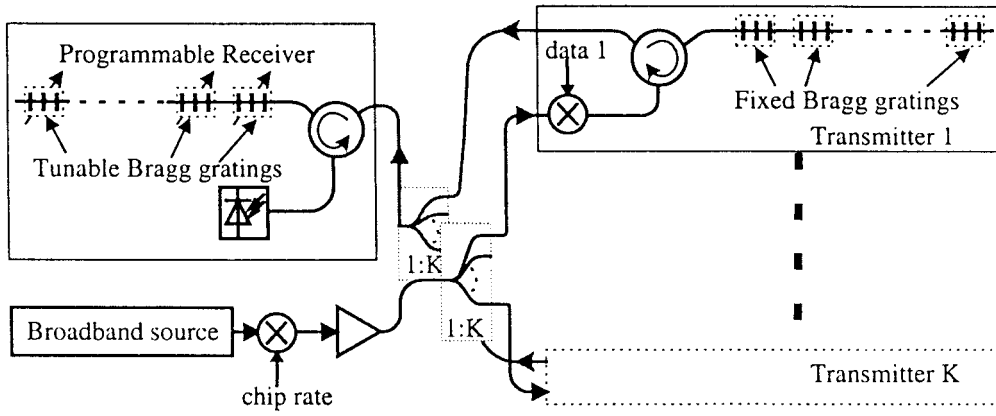 Programmable Receiver
Tunable Bragg gratings
data 1
Fixed Bragg gratings
Transmitter 1
1:K
1:K
Broadband source
chip rate
Transmitter K